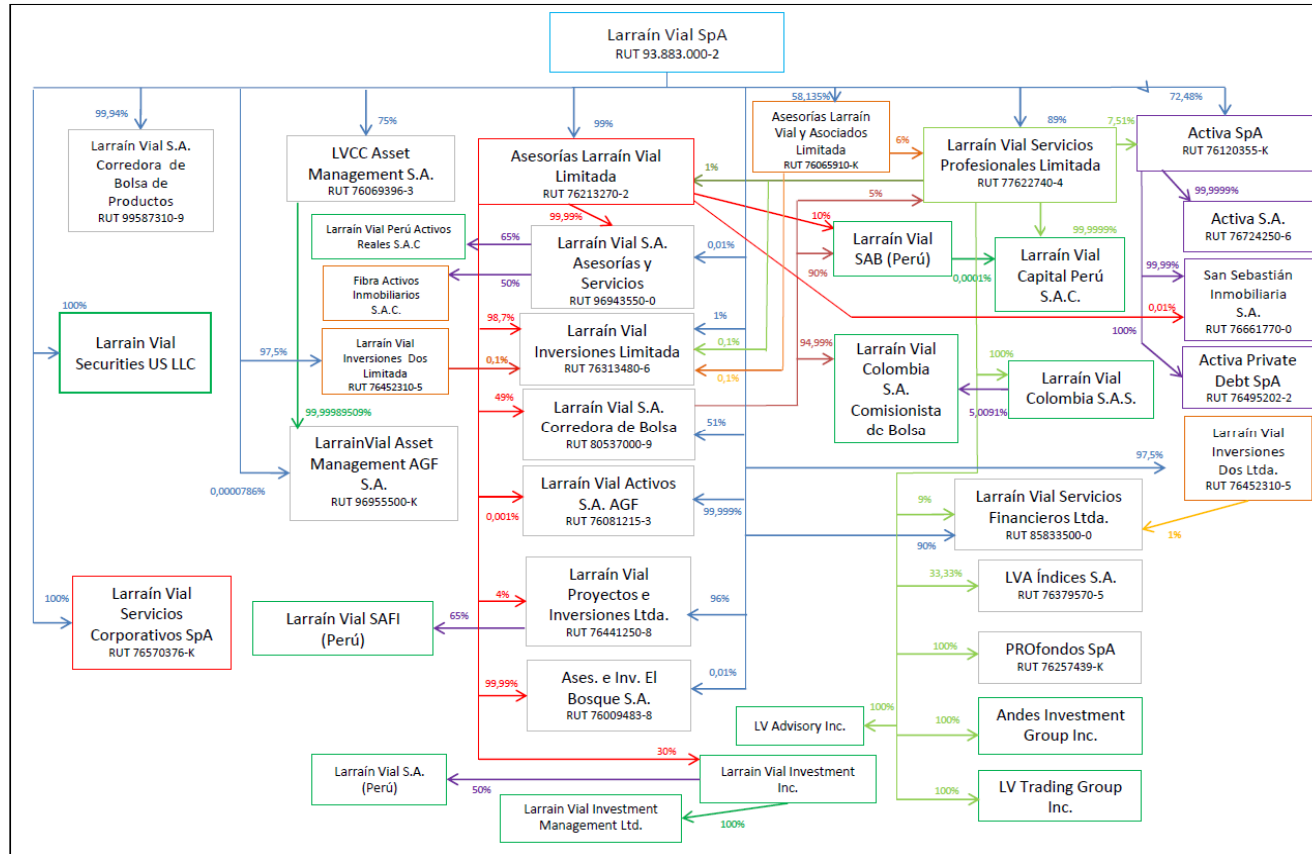 Larraín Vial SpA
RUT 93.883.000-2
99,94%
75%
99%
58,135%
89%
72,48%
Larraín Vial S.A.
Corredora de
Bolsa de
Productos
RUT 99587310-9
LVCC Asset
Management S.A.
RUT 76069396-3
Asesorías Larraín Vial
Limitada
RUT 76213270-2
1%
Asesorías Larraín
Vial y Asociados
Limitada
RUT 76065910-K
6%
Larraín Vial Servicios
Profesionales Limitada
RUT 77622740-4
7,51%
Activa SpA
RUT 76120355-K
5%
99,9999%
Activa S.A.
RUT 76724250-6
Larraín Vial Perú Activos
Reales S.A.C
65%
99,99%
Larraín Vial S.A.
Asesorías y
Servicios
RUT 96943550-0
0,01%
10%
90%
Larraín Vial
SAB (Perú)
0,0001%
99,9999%
Larraín Vial
Capital Perú
S.A.C.
99,99%
0,01%
San Sebastián
Inmobiliaria
S.A.
RUT 76661770-0
Fibra Activos
Inmobiliarios
S.A.C.
50%
100%
Larrain Vial
Securities US LLC
97,5%
Larraín Vial
Inversiones Dos
Limitada
RUT 76452310-5
98,7%
0,1%
Larraín Vial
Inversiones Limitada
RUT 76313480-6
1%
0,1%
0,1%
94,99%
Larraín Vial
Colombia
S.A.
Comisionista
de Bolsa
5,0091%
100%
Larraín Vial
Colombia S.A.S.
100%
Activa Private
Debt SpA
RUT 76495202-2
99,99989509%
49%
Larraín Vial S.A.
Corredora de Bolsa
RUT 80537000-9
51%
LarrainVial Asset
Management AGF
S.A.
RUT 96955500-K
0,0000786%
97,5%
Larraín Vial
Inversiones
Dos Ltda.
RUT 76452310-5
0,001%
Larraín Vial Activos
S.A. AGF
RUT 76081215-3
99,999%
9%
90%
Larraín Vial Servicios
Financieros Ltda.
RUT 85833500-0
1%
33,33%
LVA Índices S.A.
RUT 76379570-5
100%
Larraín Vial
Servicios
Corporativos SpA
RUT 76570376-K
Larraín Vial SAFI
(Perú)
65%
4%
Larraín Vial
Proyectos e
Inversiones Ltda.
RUT 76441250-8
96%
100%
PROfondos SpA
RUT 76257439-K
99,99%
Ases. e Inv. El
Bosque S.A.
RUT 76009483-8
0,01%
LV Advisory Inc.
100%
100%
Andes Investment
Group Inc.
30%
Larraín Vial S.A.
(Perú)
50%
Larrain Vial Investment
Inc.
100%
LV Trading Group
Inc.
Larrain Vial Investment
Management Ltd.
100%